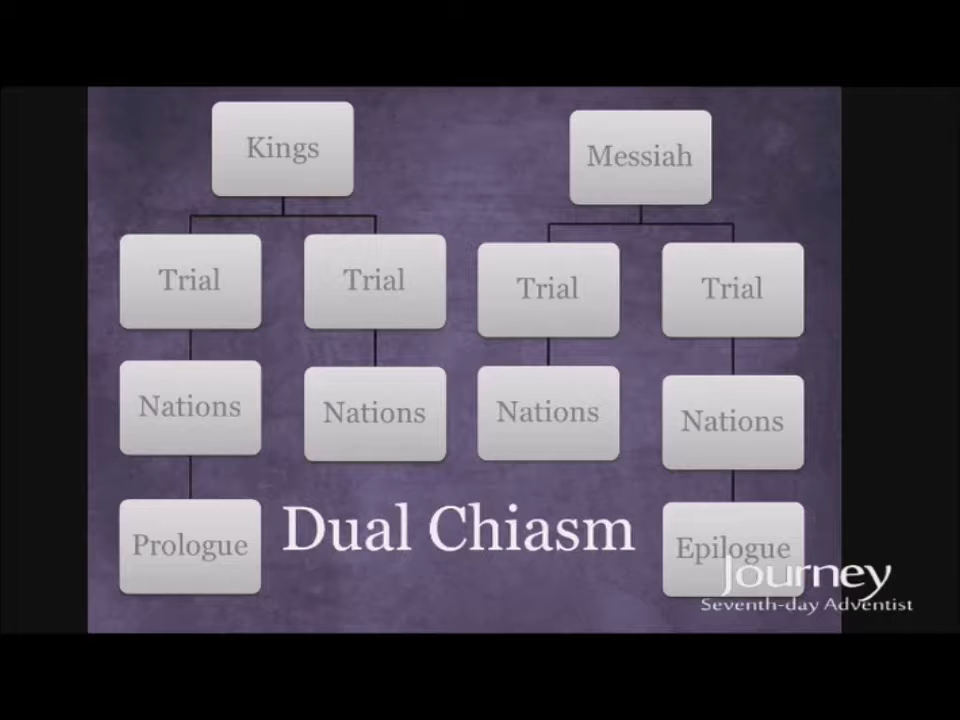 Kings
Messiah
Trial
Trial
Trial
Trial
Nations
Nations
Nations
Nations
Prologue
Dual Chiasm
Epilogue
Journey
Seventh-day Adventist